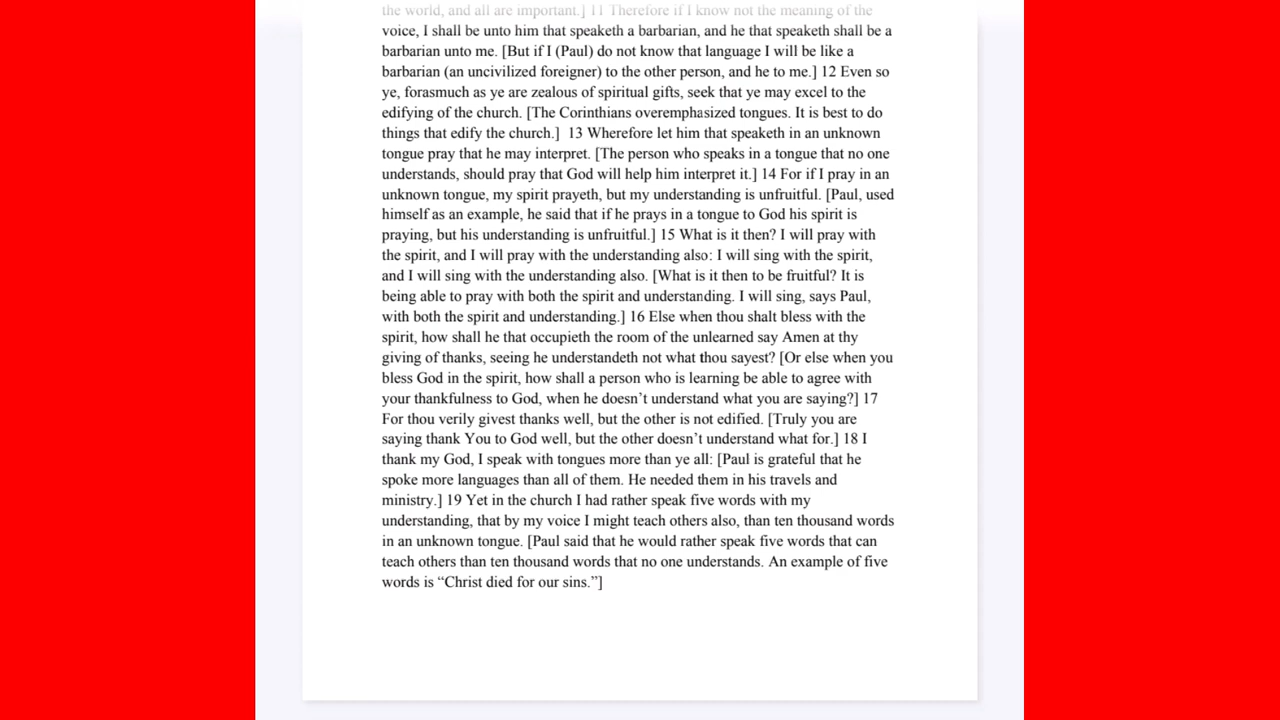 the world, and all are important.] 11 Therefore if I know not the meaning of the
voice, I shall be unto him that speaketh a barbarian, and he that speaketh shall be a
barbarian unto me. [But if I (Paul) do not know that language I will be like a
barbarian (an uncivilized foreigner) to the other person, and he to me.] 12 Even so
ye, forasmuch as ye are zealous of spiritual gifts, seek that ye may excel to the
edifying of the church. [The Corinthians overemphasized tongues. It is best to do
things that edify the church.]  13 Wherefore let him that speaketh in an unknown
tongue pray that he may interpret. [The person who speaks in a tongue that no one
understands, should pray that God will help him interpret it.] 14 For if I pray in an
unknown tongue, my spirit prayeth, but my understanding is unfruitful. [Paul, used
himself as an example, he said that if he prays in a tongue to God his spirit is
praying, but his understanding is unfruitful.] 15 What is it then? I will pray with
the spirit, and I will pray with the understanding also: I will sing with the spirit,
and I will sing with the understanding also. [What is it then to be fruitful? It is
being able to pray with both the spirit and understanding. I will sing, says Paul,
with both the spirit and understanding.] 16 Else when thou shalt bless with the
spirit, how shall he that occupieth the room of the unlearned say Amen at thy
giving of thanks, seeing he understandeth not what thou sayest? [Or else when you
bless God in the spirit, how shall a person who is learning be able to agree with
your thankfulness to God, when he doesn’t understand what you are saying?] 17
For thou verily givest thanks well, but the other is not edified. [Truly you are
saying thank You to God well, but the other doesn’t understand what for.] 18 I
thank my God, I speak with tongues more than ye all: [Paul is grateful that he
spoke more languages than all of them. He needed them in his travels and
ministry.] 19 Yet in the church I had rather speak five words with my
understanding, that by my voice I might teach others also, than ten thousand words
in an unknown tongue. [Paul said that he would rather speak five words that can
teach others than ten thousand words that no one understands. An example of five
words is “Christ died for our sins.”]